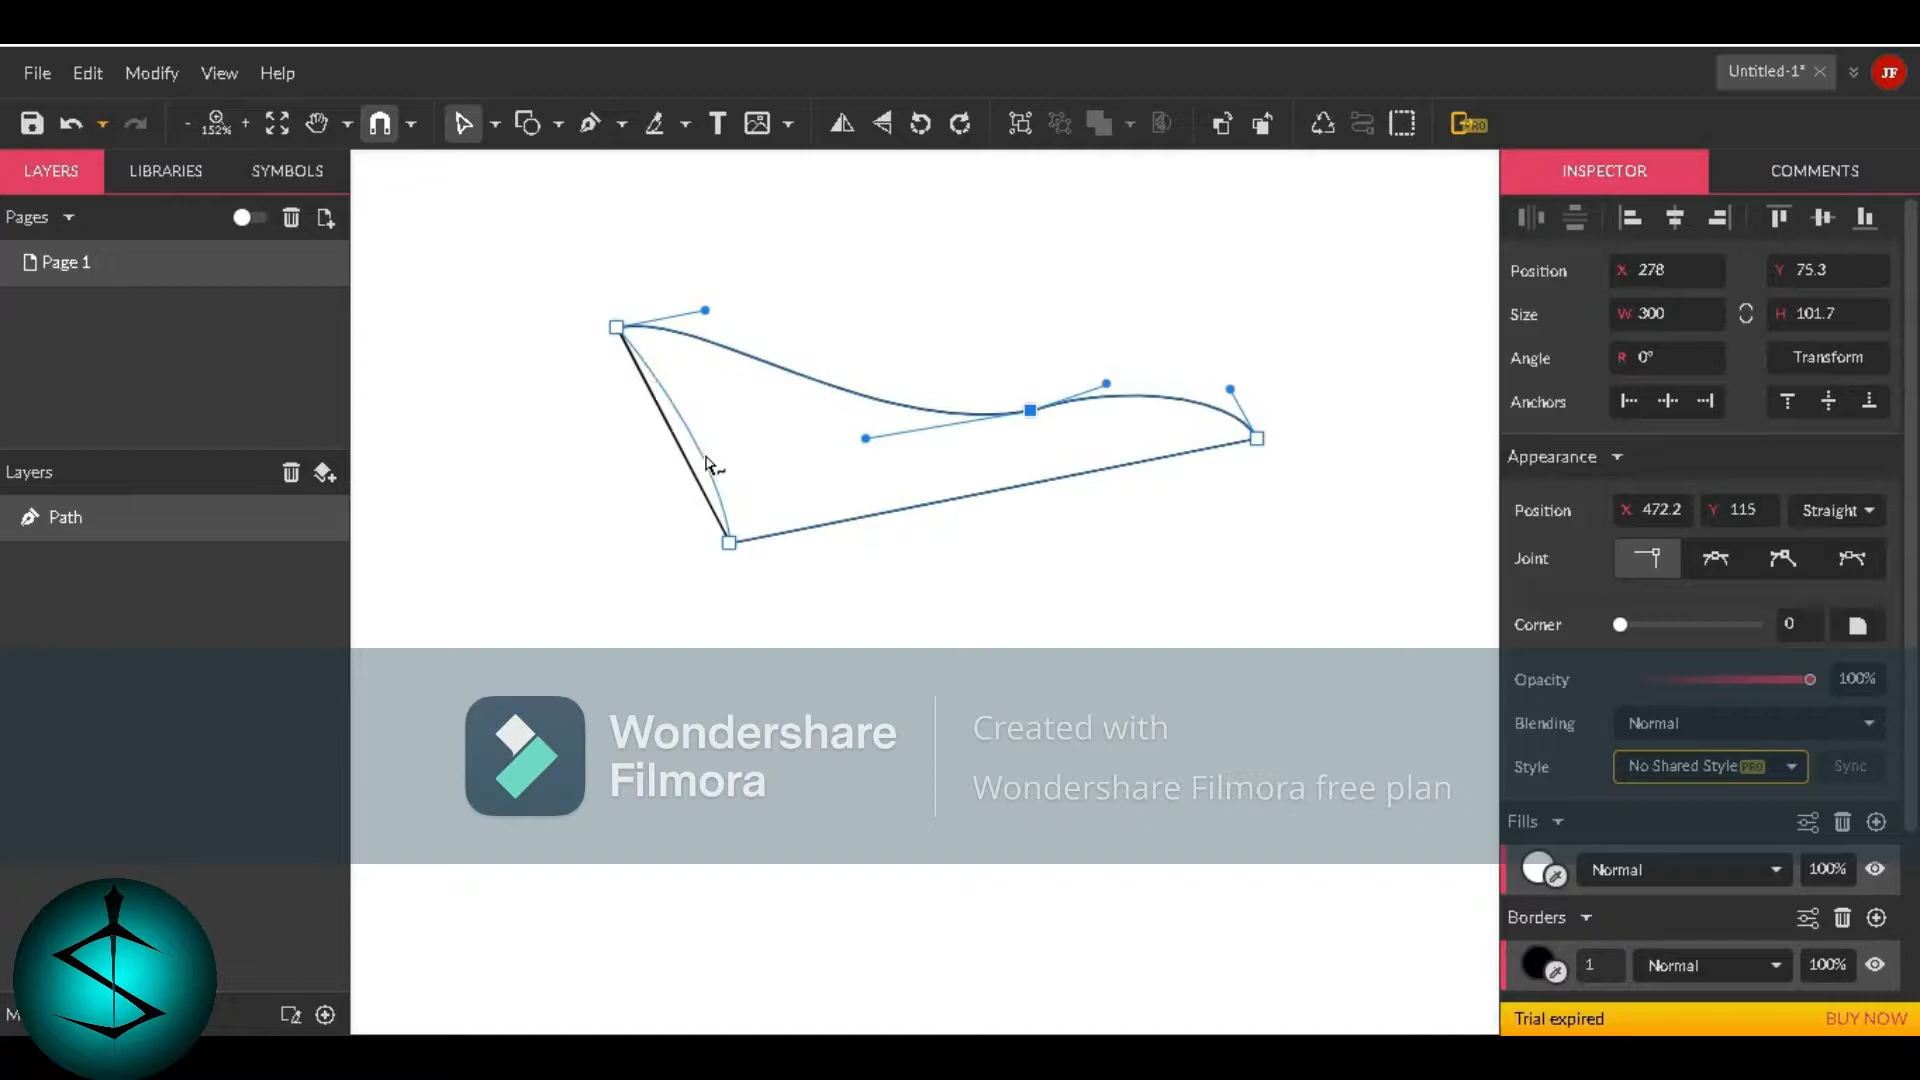 File Edit Modify View Help
Untitled-1*
JF
152%
T
PRO
LAYERS LIBRARIES SYMBOLS
INSPECTOR COMMENTS
Pages
Page 1
Position X 278 Y 75.3
Size W 300 H 101.7
Angle R 0° Transform
Anchors
Appearance
Layers
Path
Position X 472.2 Y 115 Straight
Joint
Corner 0
Opacity 100%
Blending Normal
Style No Shared Style PRO Sync
Wondershare
Filmora
Created with
Wondershare Filmora free plan
Fills
Normal 100%
Borders
1 Normal 100%
Trial expired BUY NOW